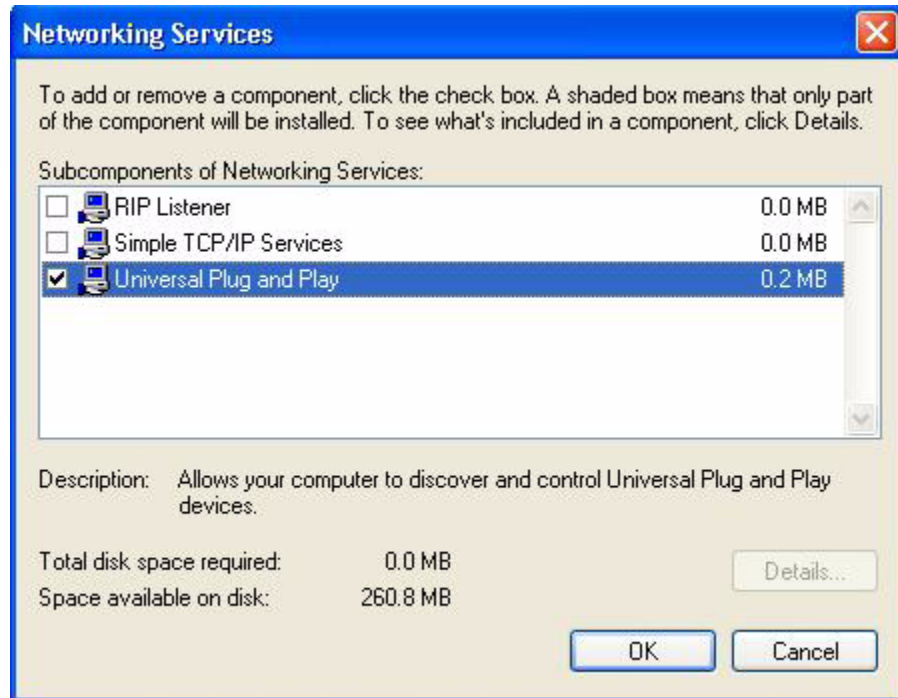 Networking Services
To add or remove a component, click the check box. A shaded box means that only part
of the component will be installed. To see what's included in a component, click Details.
Subcomponents of Networking Services:
RIP Listener 0.0 MB
Simple TCP/IP Services 0.0 MB
Universal Plug and Play 0.2 MB
Description: Allows your computer to discover and control Universal Plug and Play
devices.
Total disk space required: 0.0 MB
Details...
Space available on disk: 260.8 MB
OK Cancel